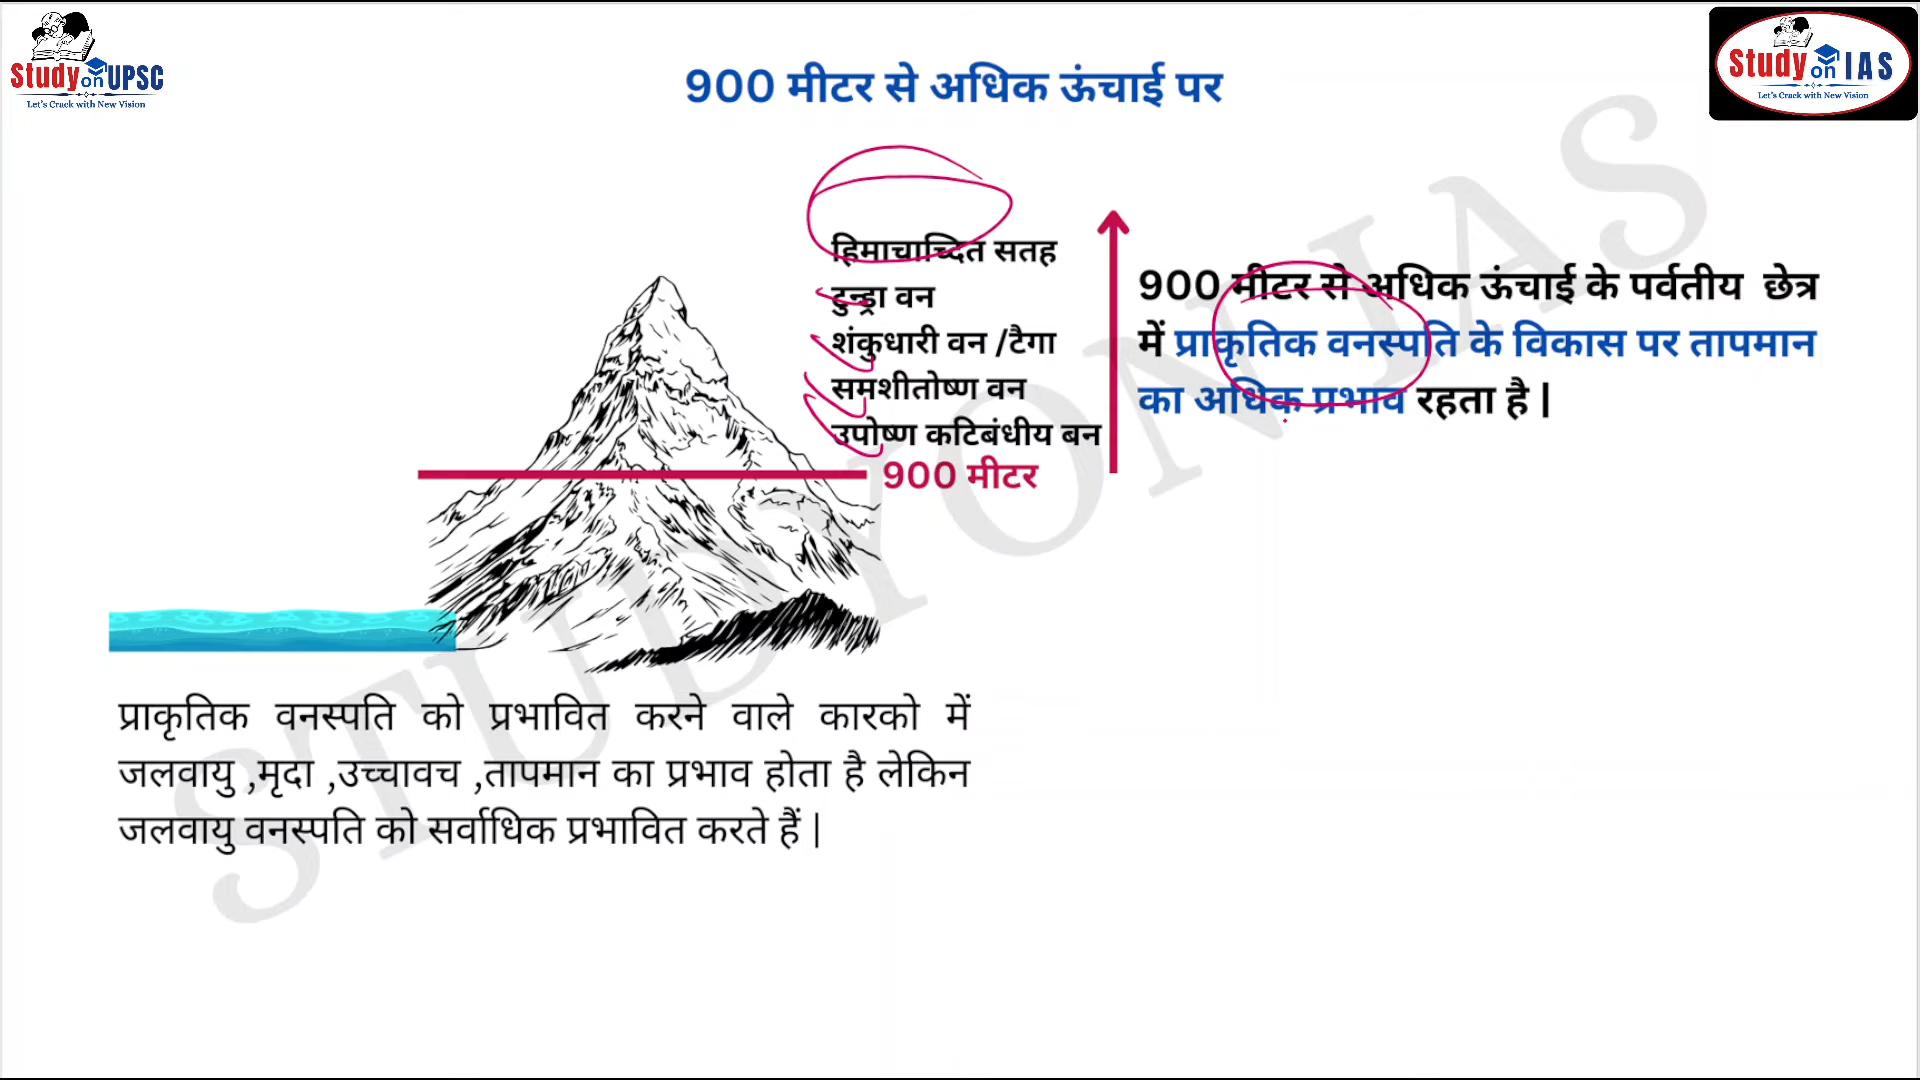 Study on UPSC
Let's Crack with New Vision
Study on IAS
Let's Crack with New Vision
900 मीटर से अधिक ऊंचाई पर
हिमाचाच्दित सतह
टुन्ड्रा वन
शंकुधारी वन /टैगा
समशीतोष्ण वन
उपोष्ण कटिबंधीय बन
900 मीटर
900 मीटर से अधिक ऊंचाई के पर्वतीय छेत्र
में प्राकृतिक वनस्पति के विकास पर तापमान
का अधिक प्रभाव रहता है |
प्राकृतिक वनस्पति को प्रभावित करने वाले कारको में
जलवायु ,मृदा ,उच्चावच ,तापमान का प्रभाव होता है लेकिन
जलवायु वनस्पति को सर्वाधिक प्रभावित करते हैं |
STUDY ON IAS